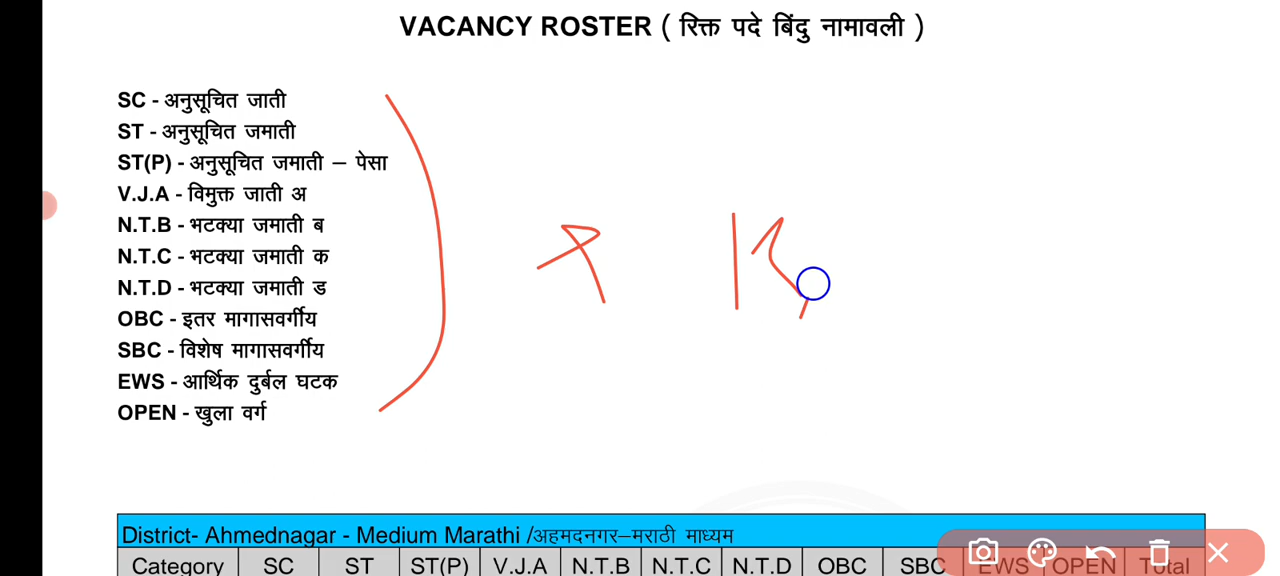 VACANCY ROSTER ( रिक्त पदे बिंदु नामावली )
SC - अनुसूचित जाती
ST - अनुसूचित जमाती
ST(P) - अनुसूचित जमाती – पेसा
V.J.A - विमुक्त जाती अ
N.T.B - भटक्या जमाती ब
N.T.C - भटक्या जमाती क
N.T.D - भटक्या जमाती ड
OBC - इतर मागासवर्गीय
SBC - विशेष मागासवर्गीय
EWS - आर्थिक दुर्बल घटक
OPEN - खुला वर्ग
District- Ahmednagar - Medium Marathi /अहमदनगर–मराठी माध्यम
Category SC ST ST(P) V.J.A N.T.B N.T.C N.T.D OBC SBC EWS OPEN Total